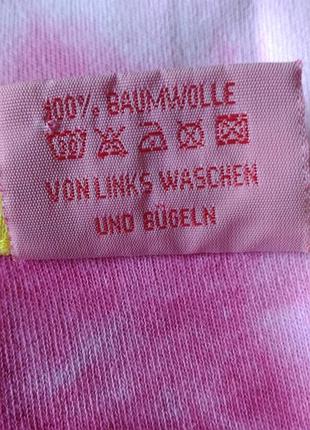 100% BAUMWOLLE
VON LINKS WASCHEN
UND BÜGELN